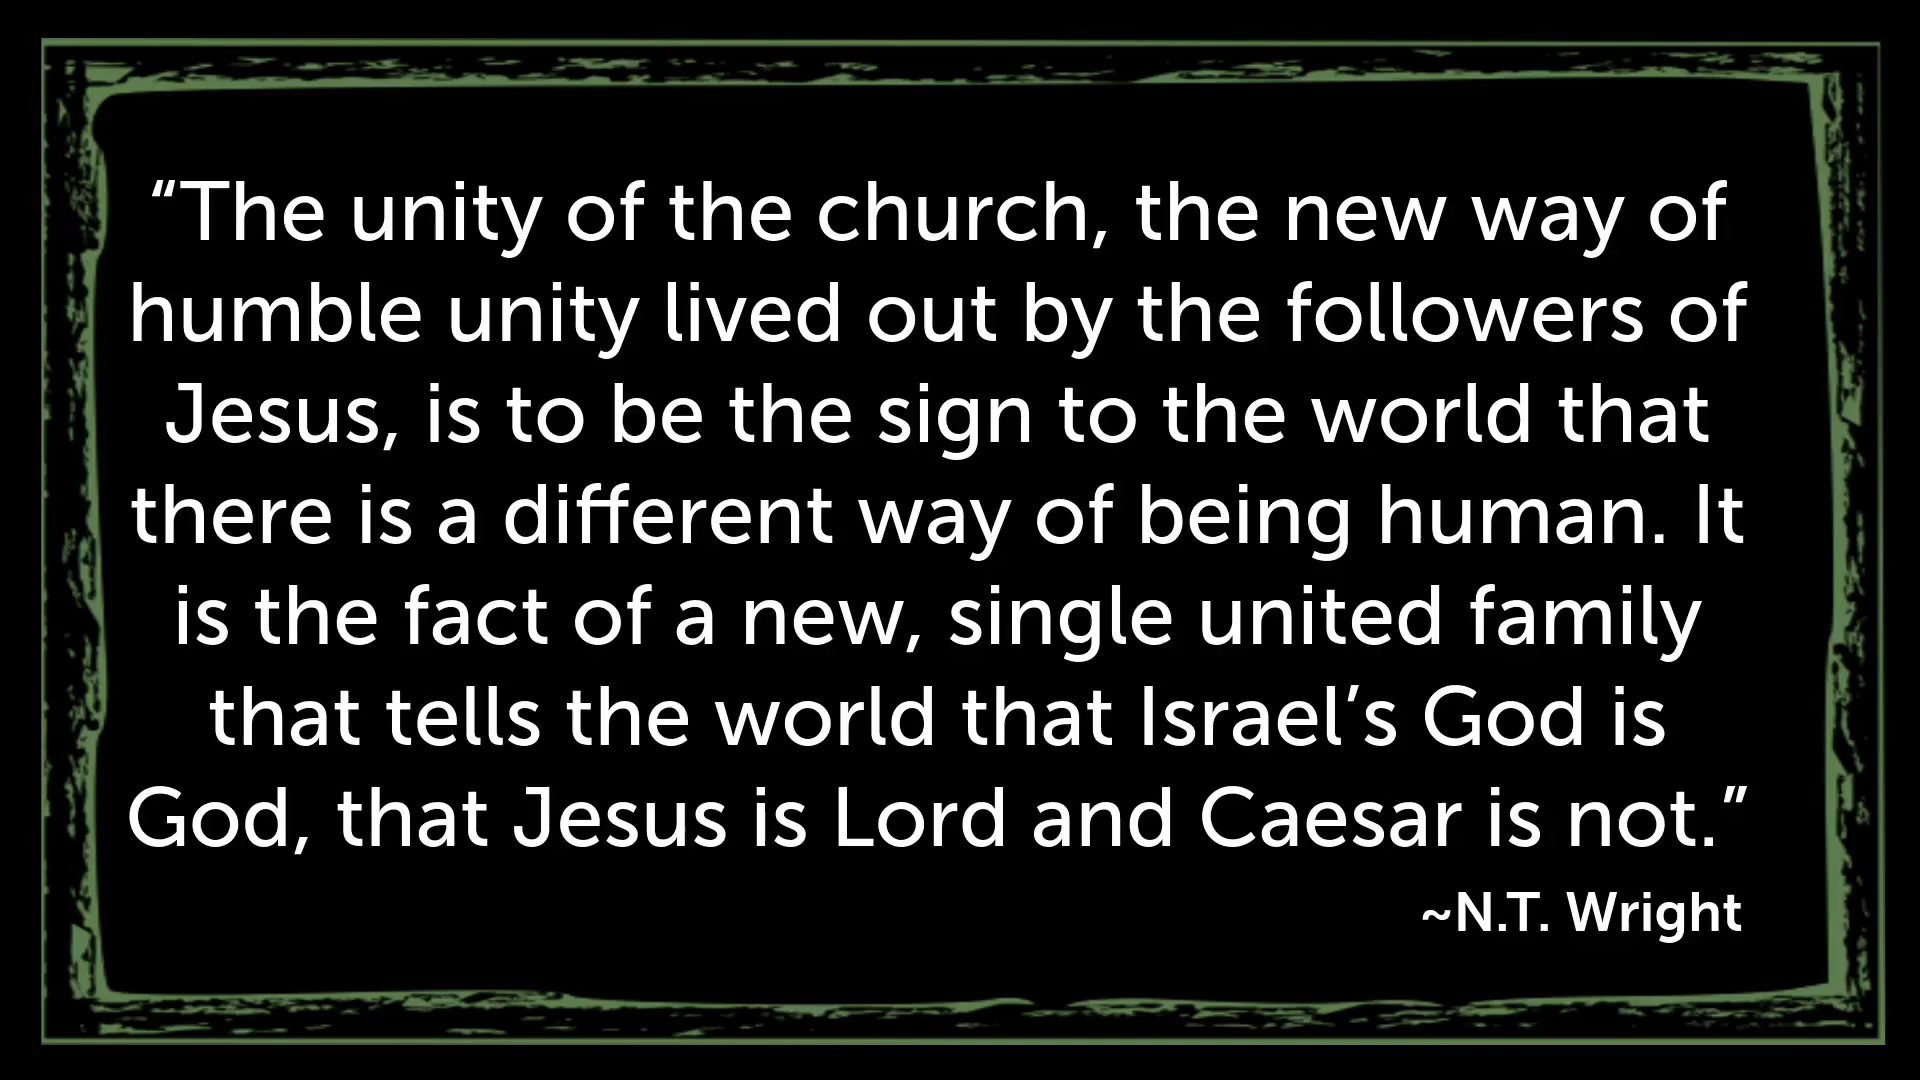 “The unity of the church, the new way of
humble unity lived out by the followers of
Jesus, is to be the sign to the world that
there is a different way of being human. It
is the fact of a new, single united family
that tells the world that Israel’s God is
God, that Jesus is Lord and Caesar is not.”
~N.T. Wright